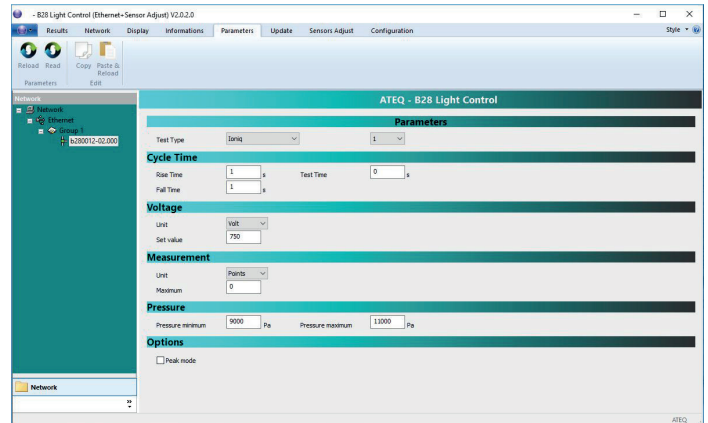 - B28 Light Control (Ethernet+Sensor Adjust) V2.0.2.0
Results Network Display Informations Parameters Update Sensors Adjust Configuration Style
Reload Read Copy Paste & Reload
Parameters Edit
Network
Network
Ethernet
Group 1
b280012-02.000
Network
ATEQ - B28 Light Control
Parameters
Test Type Ioniq 1
Cycle Time
Rise Time 1 s Test Time 0 s
Fall Time 1 s
Voltage
Unit Volt
Set value 750
Measurement
Unit Points
Maximum 0
Pressure
Pressure minimum 9000 Pa Pressure maximum 11000 Pa
Options
Peak mode
ATEQ